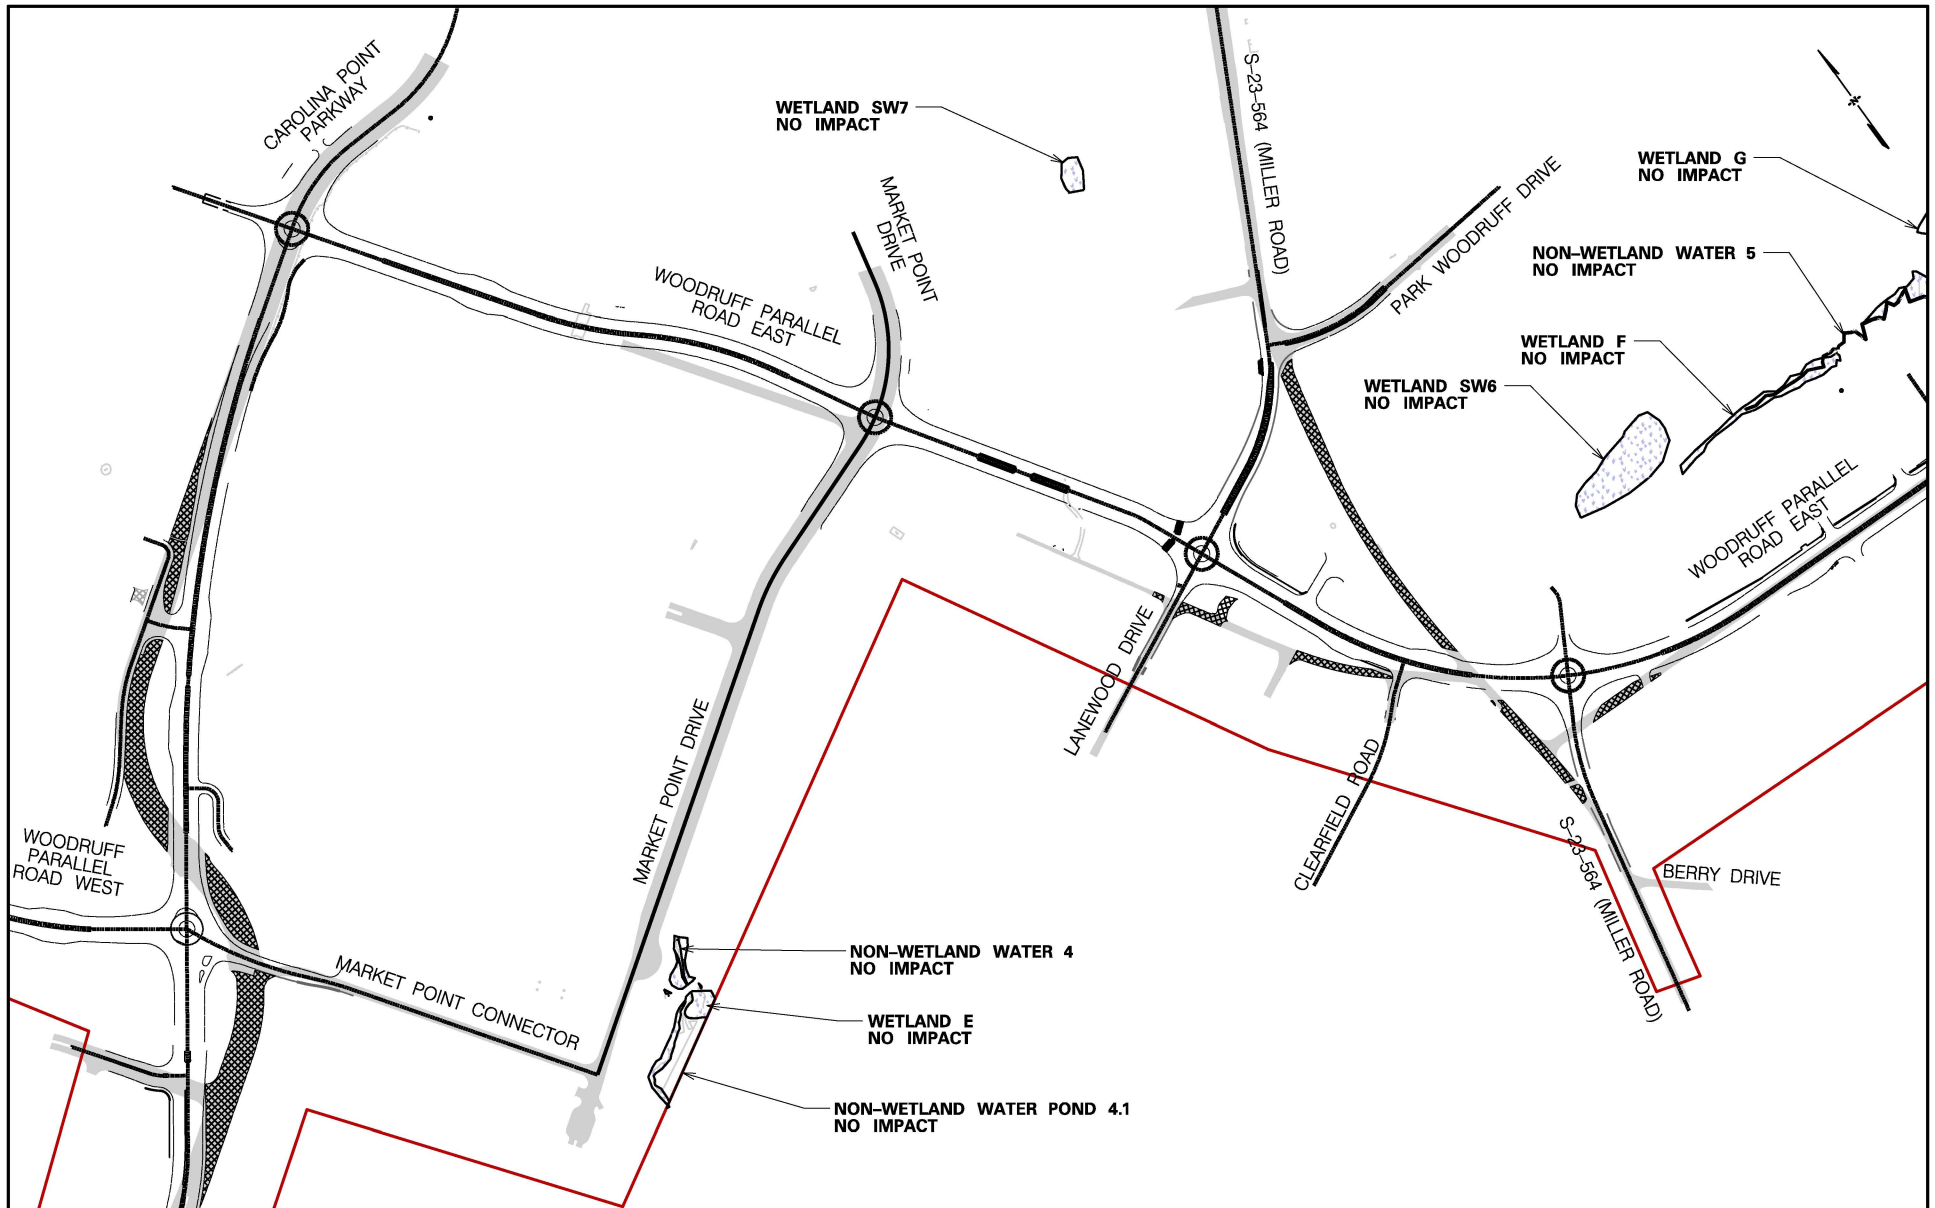 CAROLINA POINT
PARKWAY
WETLAND SW7
NO IMPACT
S-23-564 (MILLER ROAD)
WETLAND G
NO IMPACT
MARKET POINT
DRIVE
PARK WOODRUFF DRIVE
NON-WETLAND WATER 5
NO IMPACT
WOODRUFF PARALLEL
ROAD EAST
WETLAND F
NO IMPACT
WETLAND SW6
NO IMPACT
WOODRUFF PARALLEL
ROAD EAST
LANEWOOD DRIVE
MARKET POINT DRIVE
CLEARFIELD ROAD
S-23-564 (MILLER ROAD)
BERRY DRIVE
WOODRUFF
PARALLEL
ROAD WEST
MARKET POINT CONNECTOR
NON-WETLAND WATER 4
NO IMPACT
4
WETLAND E
NO IMPACT
NON-WETLAND WATER POND 4.1
NO IMPACT